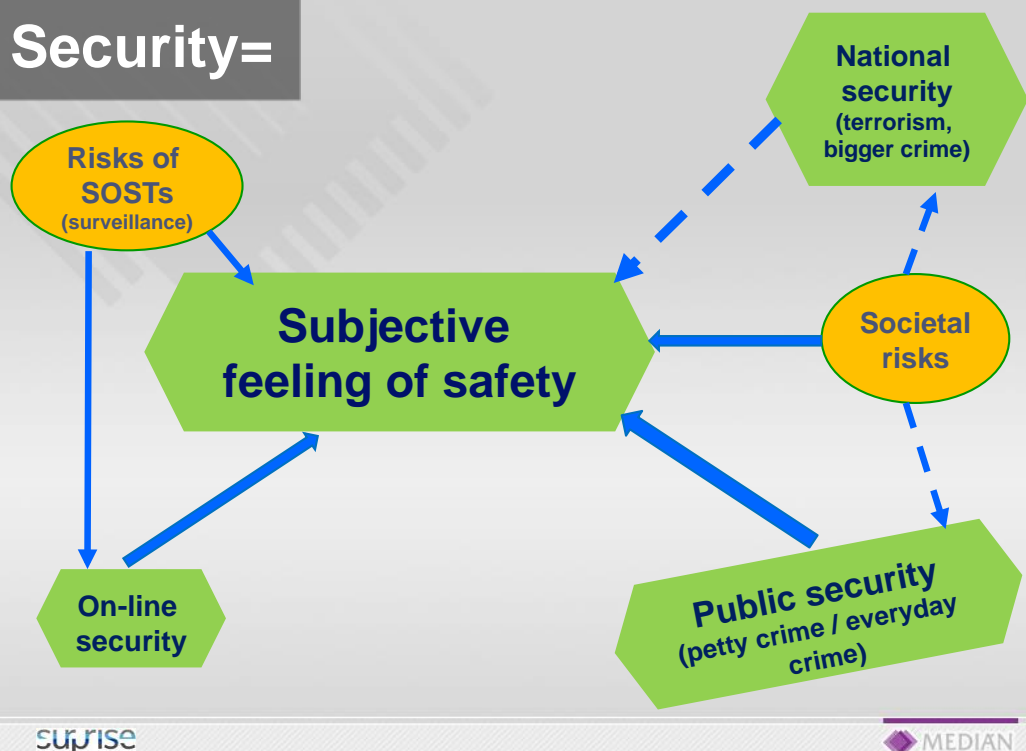 Security=
National
security
(terrorism,
bigger crime)
Risks of
SOSTs
(surveillance)
Subjective
feeling of safety
Societal
risks
On-line
security
Public security
(petty crime / everyday
crime)
surprise
MEDIÁN